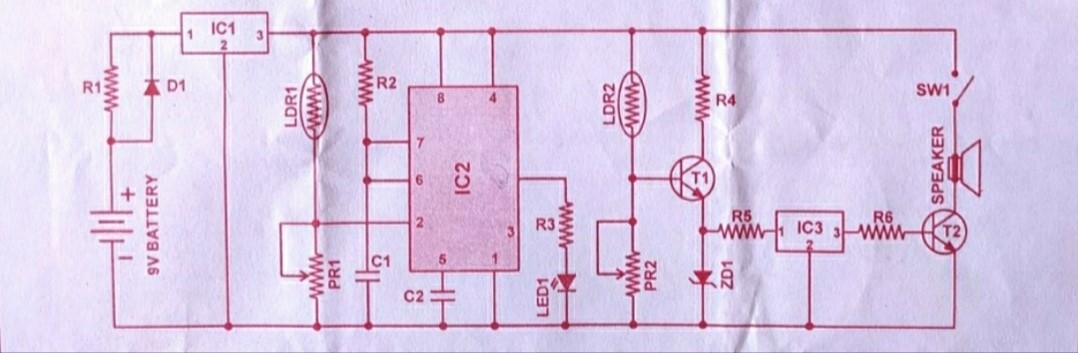 1 IC1 3
2
R1
D1
+
9V BATTERY
−
LDR1
PR1
R2
C1
8 4
7
6
IC2
2
3
5 1
C2
R3
LED1
LDR2
PR2
R4
T1
ZD1
R5
1 IC3 3
2
R6
SW1
SPEAKER
T2